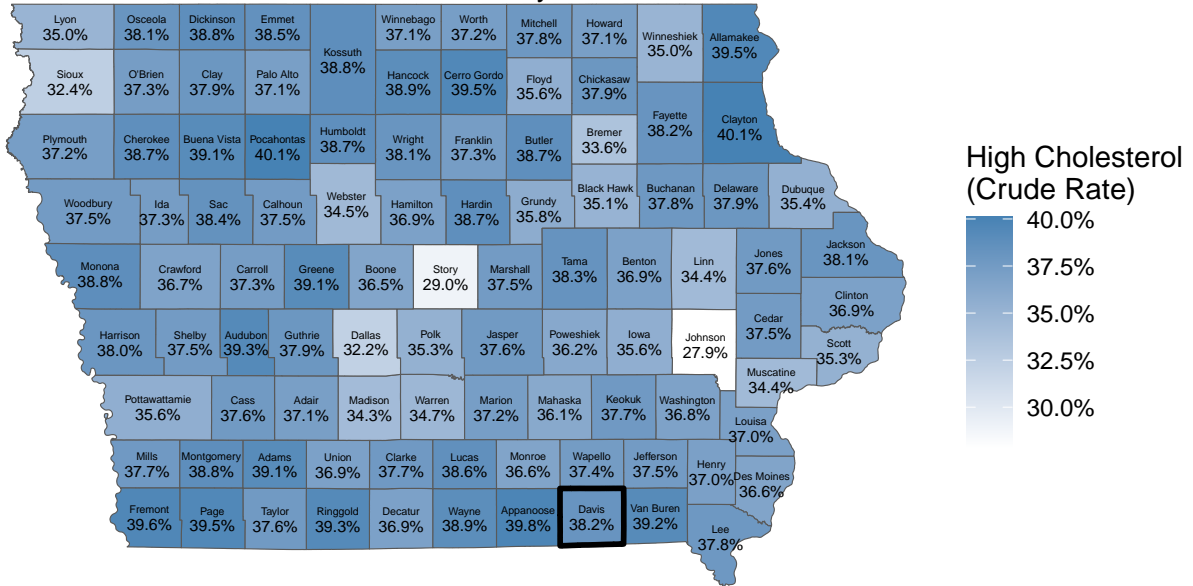 Lyon
35.0%
Osceola
38.1%
Dickinson
38.8%
Emmet
38.5%
Winnebago
37.1%
Worth
37.2%
Mitchell
37.8%
Howard
37.1%
Winneshiek
35.0%
Allamakee
39.5%
Kossuth
38.8%
Sioux
32.4%
O'Brien
37.3%
Clay
37.9%
Palo Alto
37.1%
Hancock
38.9%
Cerro Gordo
39.5%
Floyd
35.6%
Chickasaw
37.9%
Fayette
38.2%
Clayton
40.1%
Plymouth
37.2%
Cherokee
38.7%
Buena Vista
39.1%
Pocahontas
40.1%
Humboldt
38.7%
Wright
38.1%
Franklin
37.3%
Butler
38.7%
Bremer
33.6%
Woodbury
37.5%
Ida
37.3%
Sac
38.4%
Calhoun
37.5%
Webster
34.5%
Hamilton
36.9%
Hardin
38.7%
Grundy
35.8%
Black Hawk
35.1%
Buchanan
37.8%
Delaware
37.9%
Dubuque
35.4%
Monona
38.8%
Crawford
36.7%
Carroll
37.3%
Greene
39.1%
Boone
36.5%
Story
29.0%
Marshall
37.5%
Tama
38.3%
Benton
36.9%
Linn
34.4%
Jones
37.6%
Jackson
38.1%
Clinton
36.9%
Harrison
38.0%
Shelby
37.5%
Audubon
39.3%
Guthrie
37.9%
Dallas
32.2%
Polk
35.3%
Jasper
37.6%
Poweshiek
36.2%
Iowa
35.6%
Johnson
27.9%
Cedar
37.5%
Scott
35.3%
Muscatine
34.4%
Pottawattamie
35.6%
Cass
37.6%
Adair
37.1%
Madison
34.3%
Warren
34.7%
Marion
37.2%
Mahaska
36.1%
Keokuk
37.7%
Washington
36.8%
Louisa
37.0%
Mills
37.7%
Montgomery
38.8%
Adams
39.1%
Union
36.9%
Clarke
37.7%
Lucas
38.6%
Monroe
36.6%
Wapello
37.4%
Jefferson
37.5%
Henry
37.0%
Des Moines
36.6%
Fremont
39.6%
Page
39.5%
Taylor
37.6%
Ringgold
39.3%
Decatur
36.9%
Wayne
38.9%
Appanoose
39.8%
Davis
38.2%
Van Buren
39.2%
Lee
37.8%
High Cholesterol
(Crude Rate)
40.0%
37.5%
35.0%
32.5%
30.0%